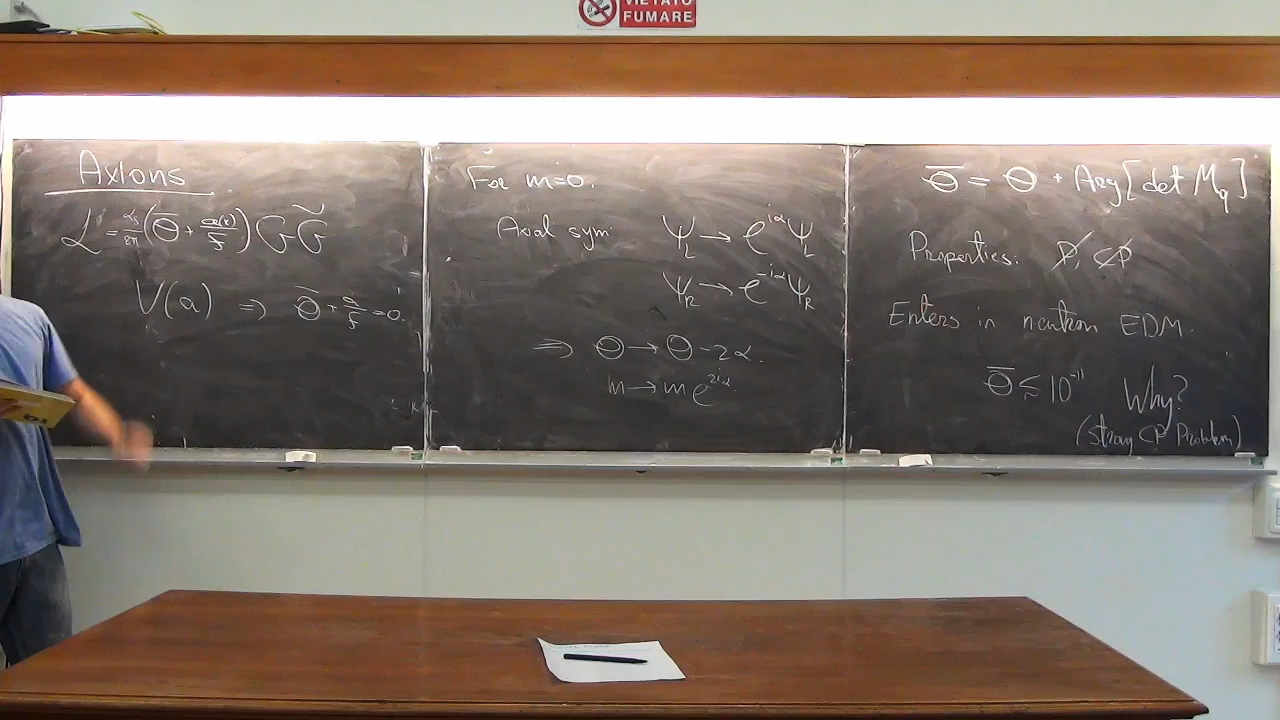 VIETATO
FUMARE
Axions
ℒ = αs/8π (Θ̄ + a(x)/f) G G̃
V(a) ⇒ Θ̄ + a/f = 0.
For m=0.
Axial sym:
Ψ_L → e^{iα} Ψ_L
Ψ_R → e^{-iα} Ψ_R
⇒ Θ → Θ - 2α.
m → m e^{2iα}
Θ̄ = Θ + Arg[det M_q]
Properties: P̸, C̸P̸
Enters in neutron EDM.
Θ̄ ≲ 10^{-11} Why?
(Strong CP Problem)